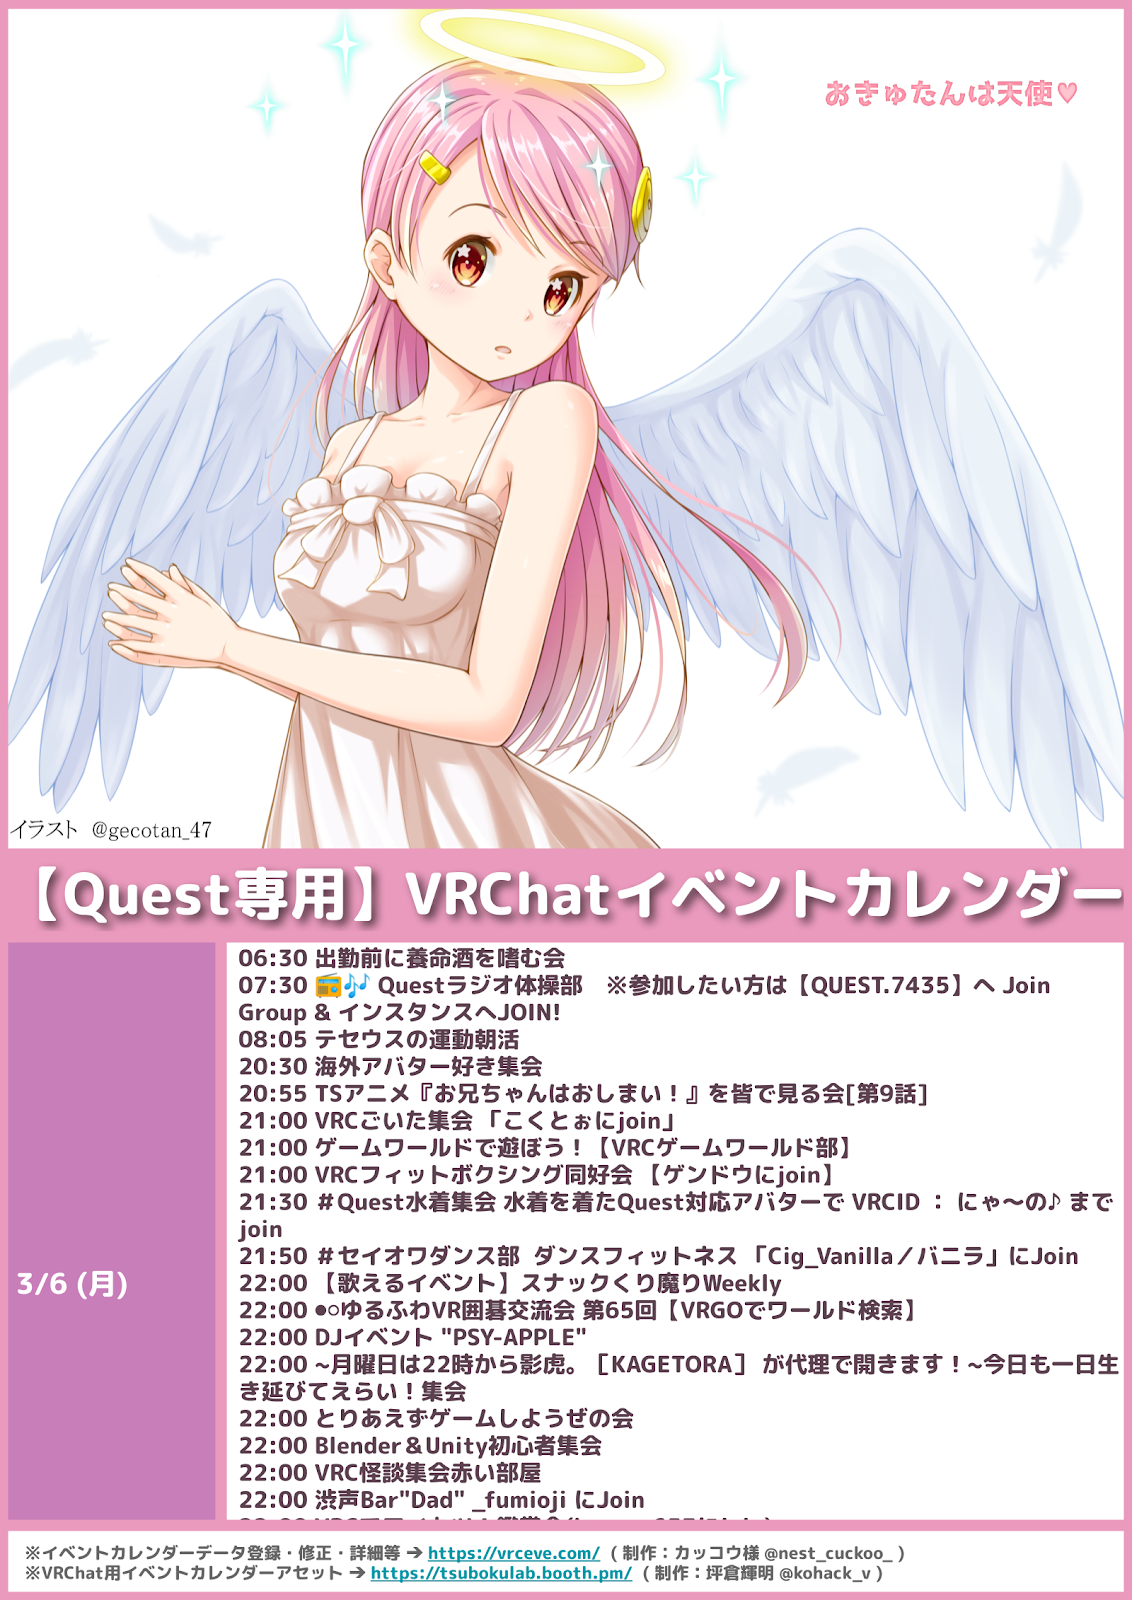 おきゅたんは天使♥
イラスト @gecotan_47
【Quest専用】VRChatイベントカレンダー
3/6 (月)
06:30 出勤前に養命酒を嗜む会
07:30 📻🎶 Questラジオ体操部　※参加したい方は【QUEST.7435】へ Join
Group & インスタンスへJOIN!
08:05 テセウスの運動朝活
20:30 海外アバター好き集会
20:55 TSアニメ『お兄ちゃんはおしまい！』を皆で見る会[第9話]
21:00 VRCごいた集会 「こくとぉにjoin」
21:00 ゲームワールドで遊ぼう！【VRCゲームワールド部】
21:00 VRCフィットボクシング同好会 【ゲンドウにjoin】
21:30 ＃Quest水着集会 水着を着たQuest対応アバターで VRCID ： にゃ〜の♪ まで
join
21:50 ＃セイオワダンス部 ダンスフィットネス 「Cig_Vanilla／バニラ」にJoin
22:00 【歌えるイベント】スナックくり魔りWeekly
22:00 ●○ゆるふわVR囲碁交流会 第65回【VRGOでワールド検索】
22:00 DJイベント "PSY-APPLE"
22:00 ~月曜日は22時から影虎。［KAGETORA］ が代理で開きます！~今日も一日生
き延びてえらい！集会
22:00 とりあえずゲームしようぜの会
22:00 Blender＆Unity初心者集会
22:00 VRC怪談集会赤い部屋
22:00 渋声Bar"Dad" _fumioji にJoin
※イベントカレンダーデータ登録・修正・詳細等 ➔ https://vrceve.com/ （ 制作：カッコウ様 @nest_cuckoo_ ）
※VRChat用イベントカレンダーアセット ➔ https://tsubokulab.booth.pm/ （ 制作：坪倉輝明 @kohack_v ）